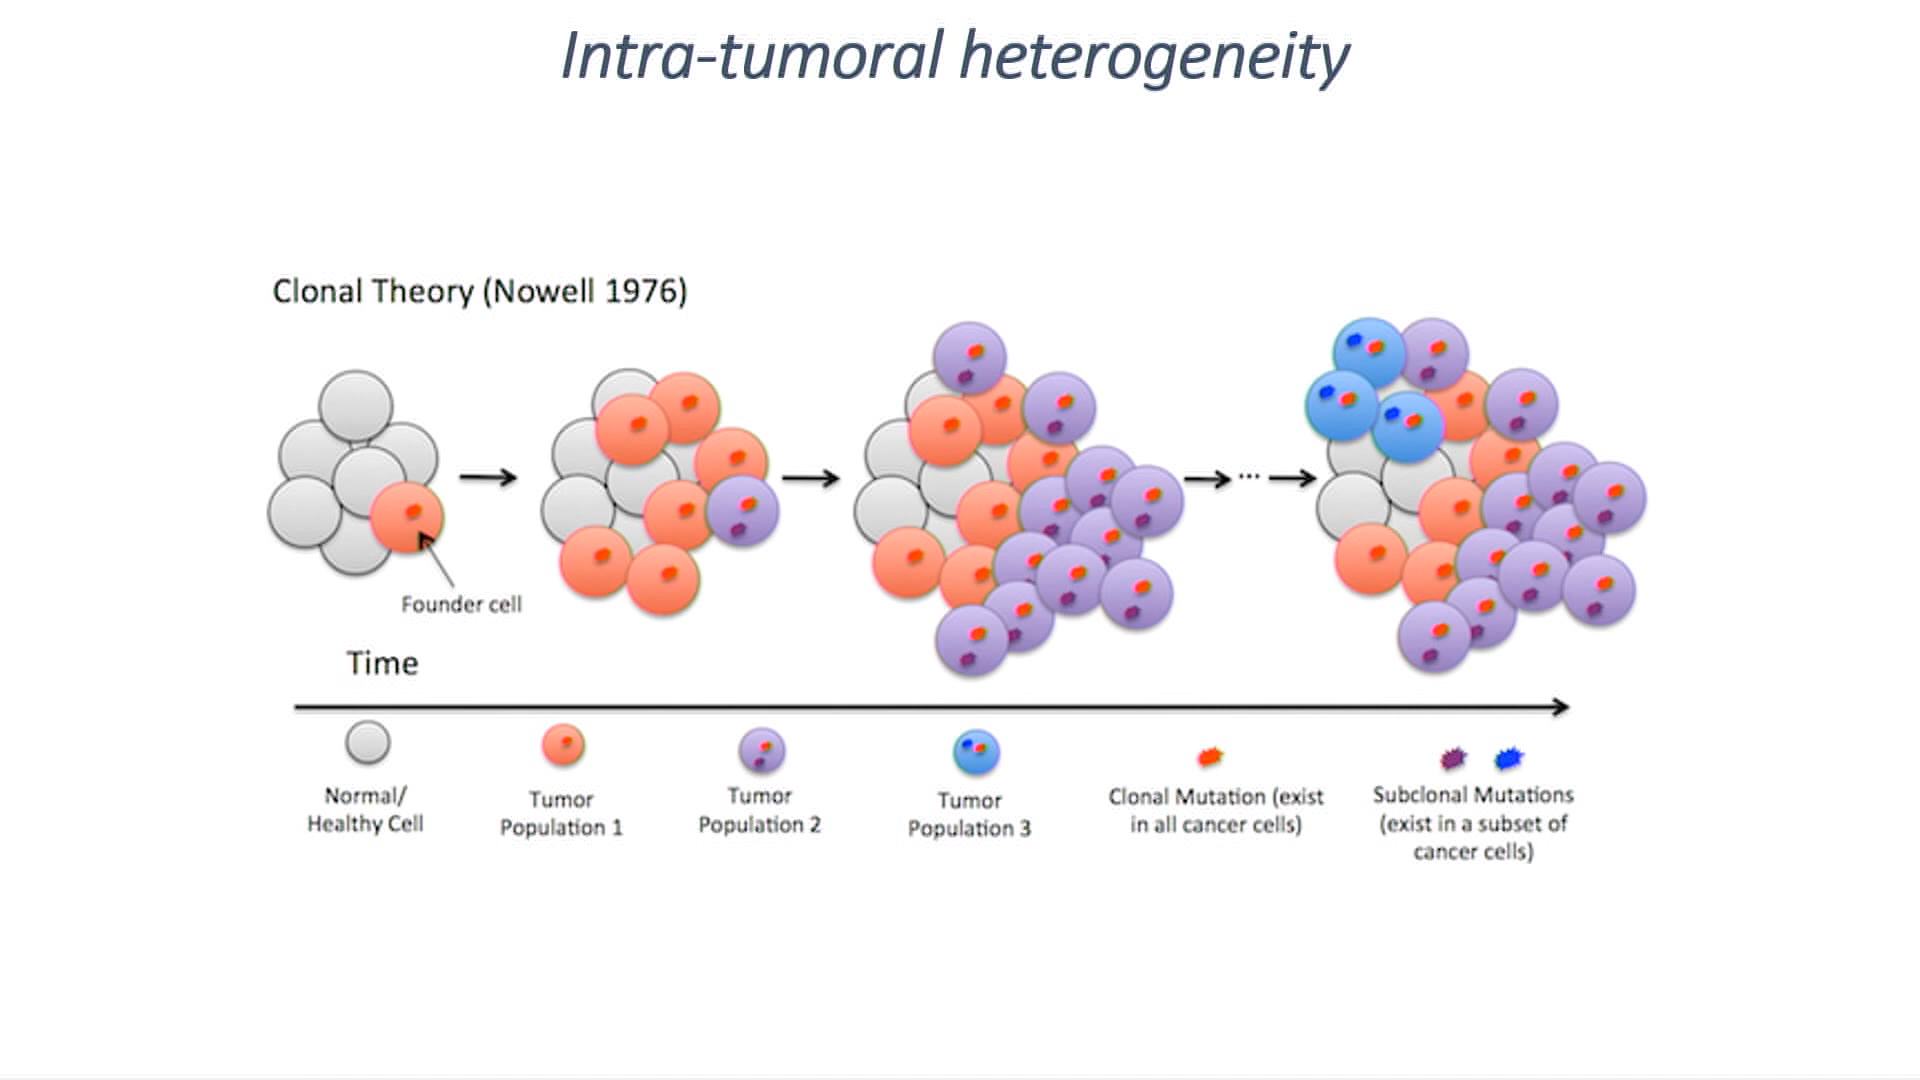 Intra-tumoral heterogeneity
Clonal Theory (Nowell 1976)
...
Founder cell
Time
Normal/
Healthy Cell
Tumor
Population 1
Tumor
Population 2
Tumor
Population 3
Clonal Mutation (exist
in all cancer cells)
Subclonal Mutations
(exist in a subset of
cancer cells)